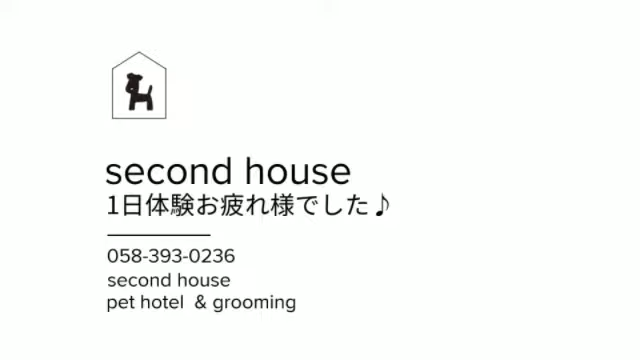 second house
1日体験お疲れ様でした♪
058-393-0236
second house
pet hotel & grooming